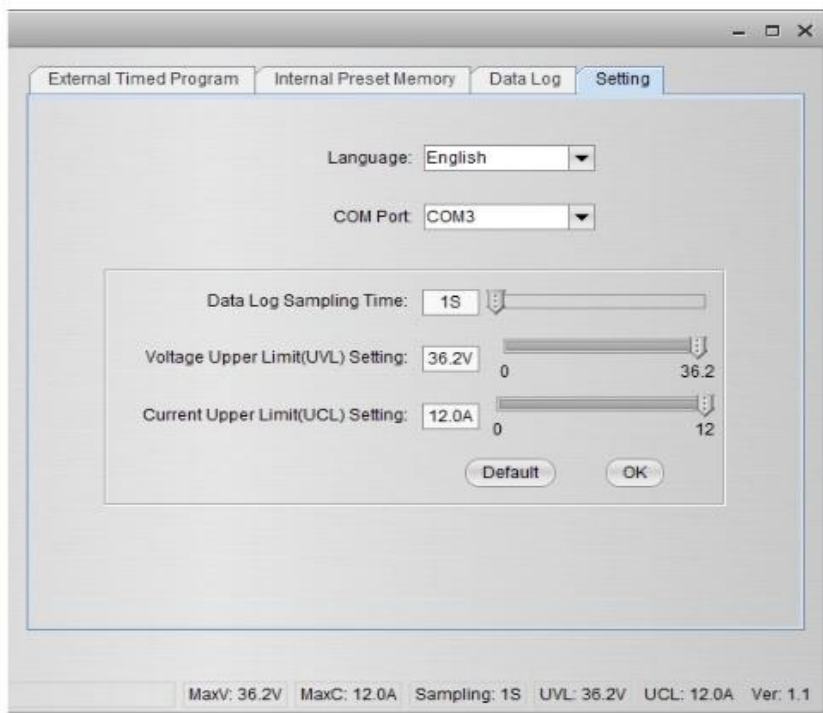 External Timed Program Internal Preset Memory Data Log Setting
Language: English
COM Port: COM3
Data Log Sampling Time: 1S
Voltage Upper Limit(UVL) Setting: 36.2V
0 36.2
Current Upper Limit(UCL) Setting: 12.0A
0 12
Default OK
MaxV: 36.2V MaxC: 12.0A Sampling: 1S UVL: 36.2V UCL: 12.0A Ver: 1.1